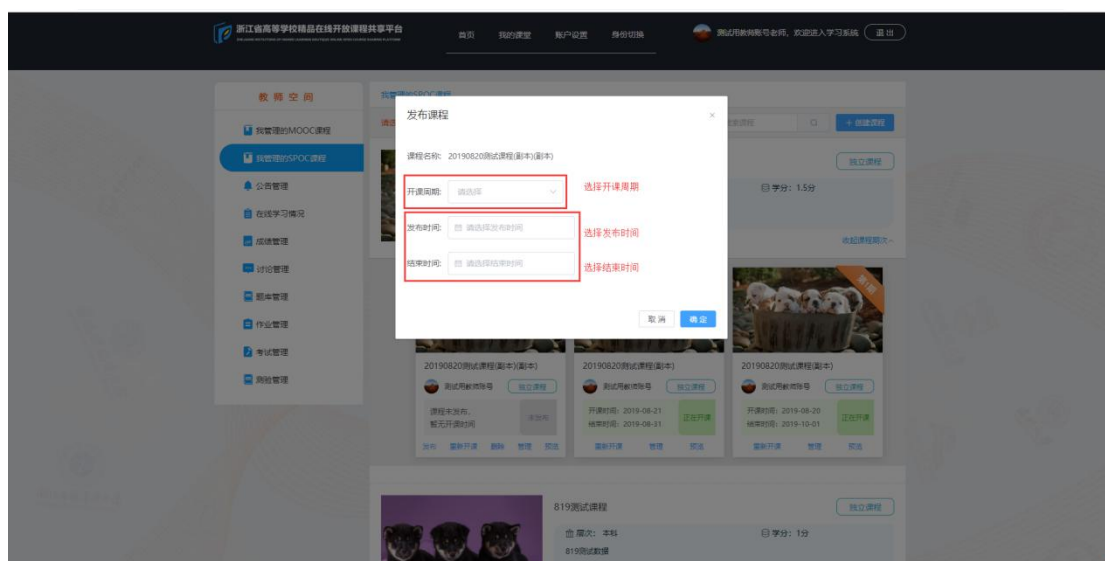 浙江省高等学校精品在线开放课程共享平台
首页 我的课堂 账户设置 身份切换
测试用教师账号老师，欢迎进入学习系统 退出
教师空间
我管理的MOOC课程
我管理的SPOC课程
公告管理
在线学习情况
成绩管理
讨论管理
题库管理
作业管理
考试管理
测验管理
我管理的SPOC课程
+ 创建课程
发布课程 ×
课程名称: 20190820测试课程(副本)(副本)
开课周期: 请选择 选择开课周期
发布时间: 请选择发布时间 选择发布时间
结束时间: 请选择结束时间 选择结束时间
取消 确定
独立课程
学分：1.5分
收起课程期次
第1期
20190820测试课程(副本)(副本)
测试用教师账号 独立课程
课程未发布，
暂无开课时间
未发布
发布 重新开课 删除 管理 预览
20190820测试课程(副本)
测试用教师账号 独立课程
开课时间：2019-08-21
结束时间：2019-08-31
正在开课
重新开课 管理 预览
20190820测试课程(副本)
测试用教师账号 独立课程
开课时间：2019-08-20
结束时间：2019-10-01
正在开课
重新开课 管理 预览
819测试课程 独立课程
层次：本科 学分：1分
819测试数据